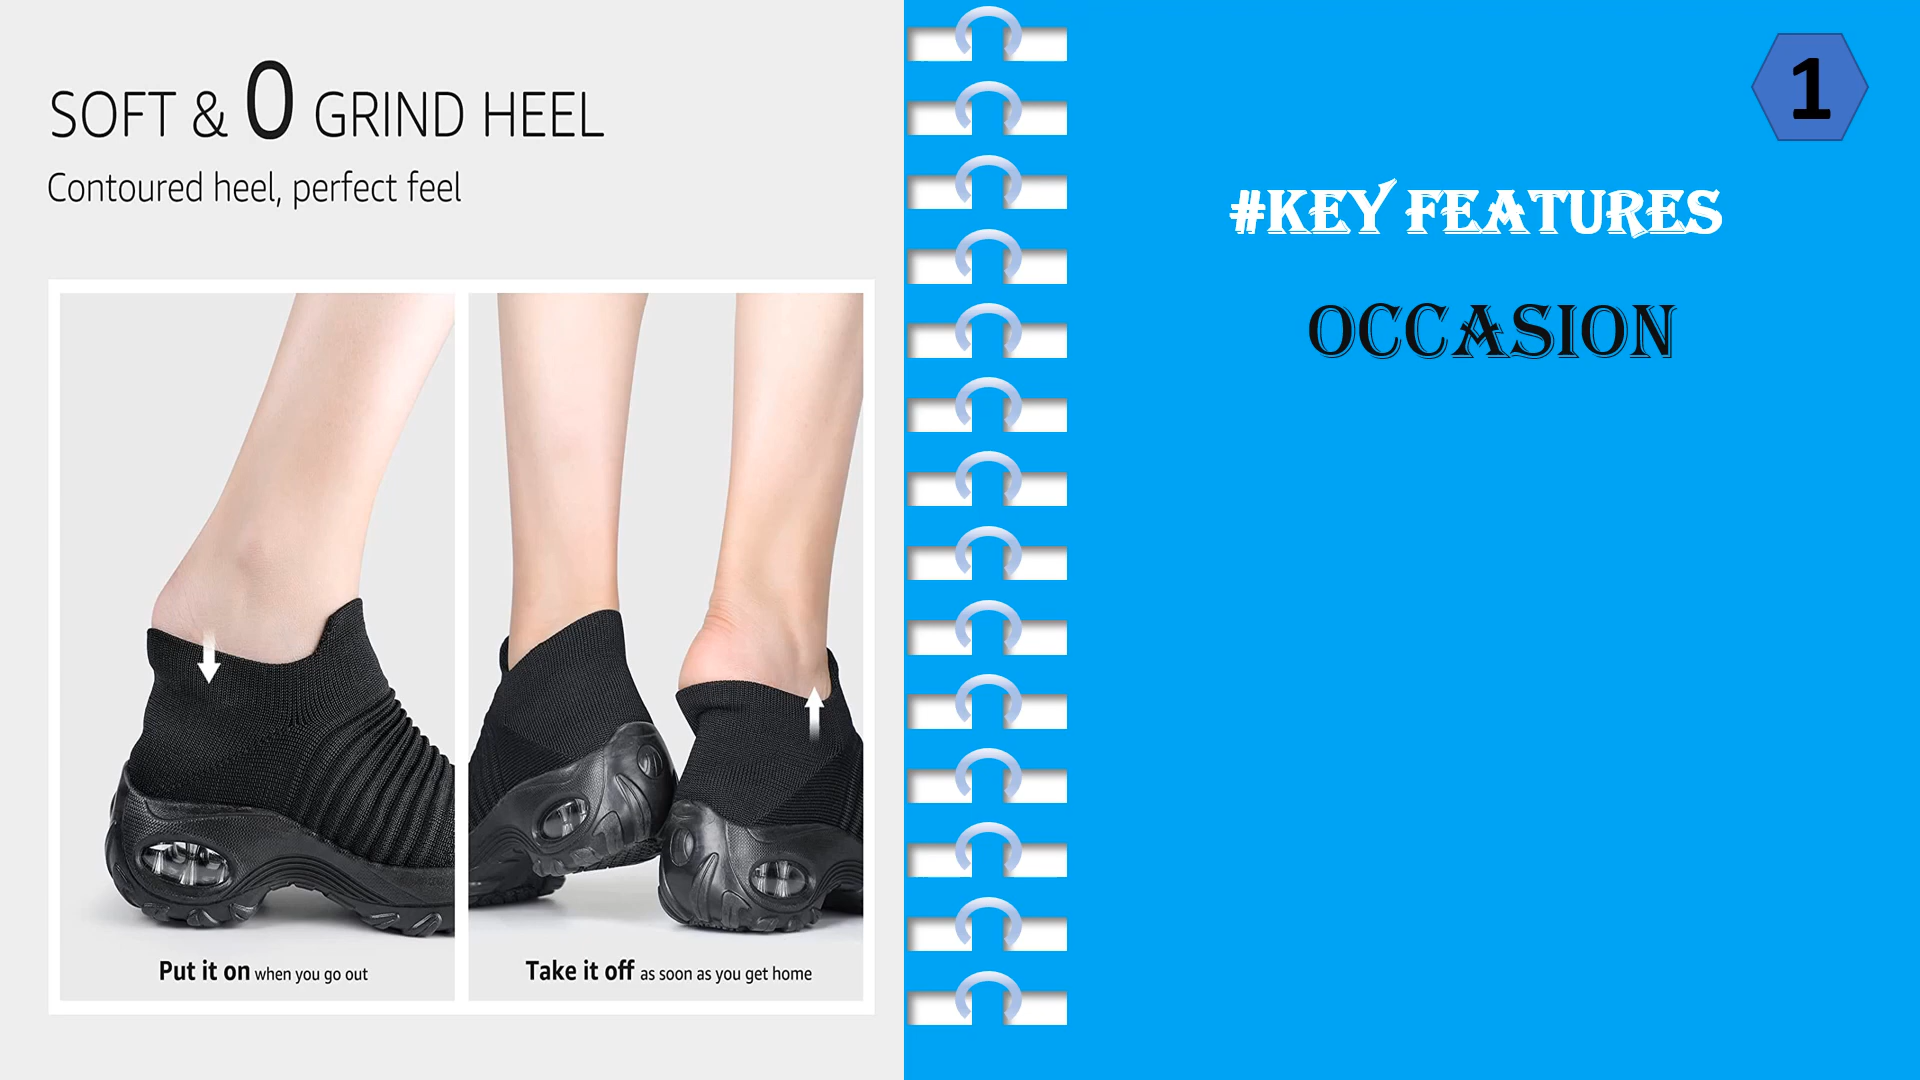 SOFT & 0 GRIND HEEL
Contoured heel, perfect feel
Put it on when you go out
Take it off as soon as you get home
1
#KEY FEATURES
OCCASION